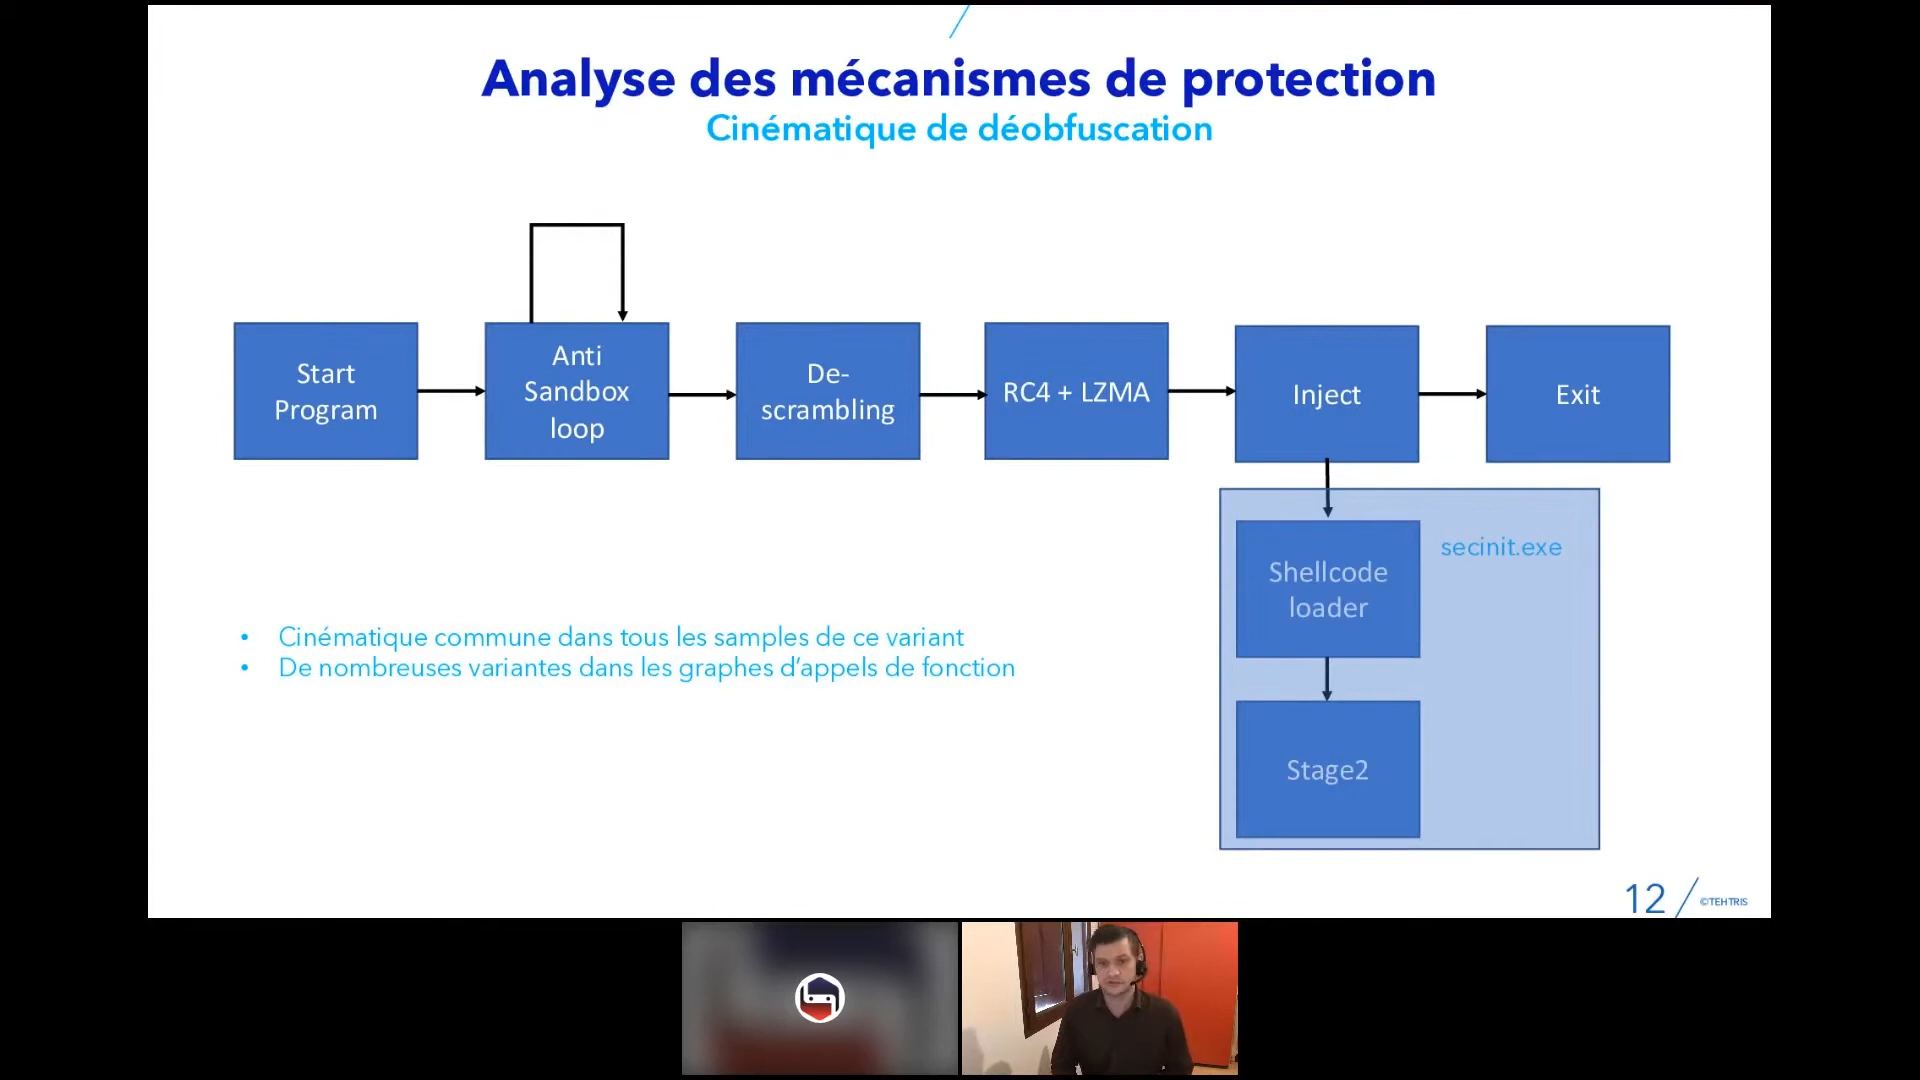 Analyse des mécanismes de protection
Cinématique de déobfuscation
Start
Program
Anti
Sandbox
loop
De-
scrambling
RC4 + LZMA
Inject
Exit
Shellcode
loader
secinit.exe
Stage2
• Cinématique commune dans tous les samples de ce variant
• De nombreuses variantes dans les graphes d’appels de fonction
12
©TEHTRIS